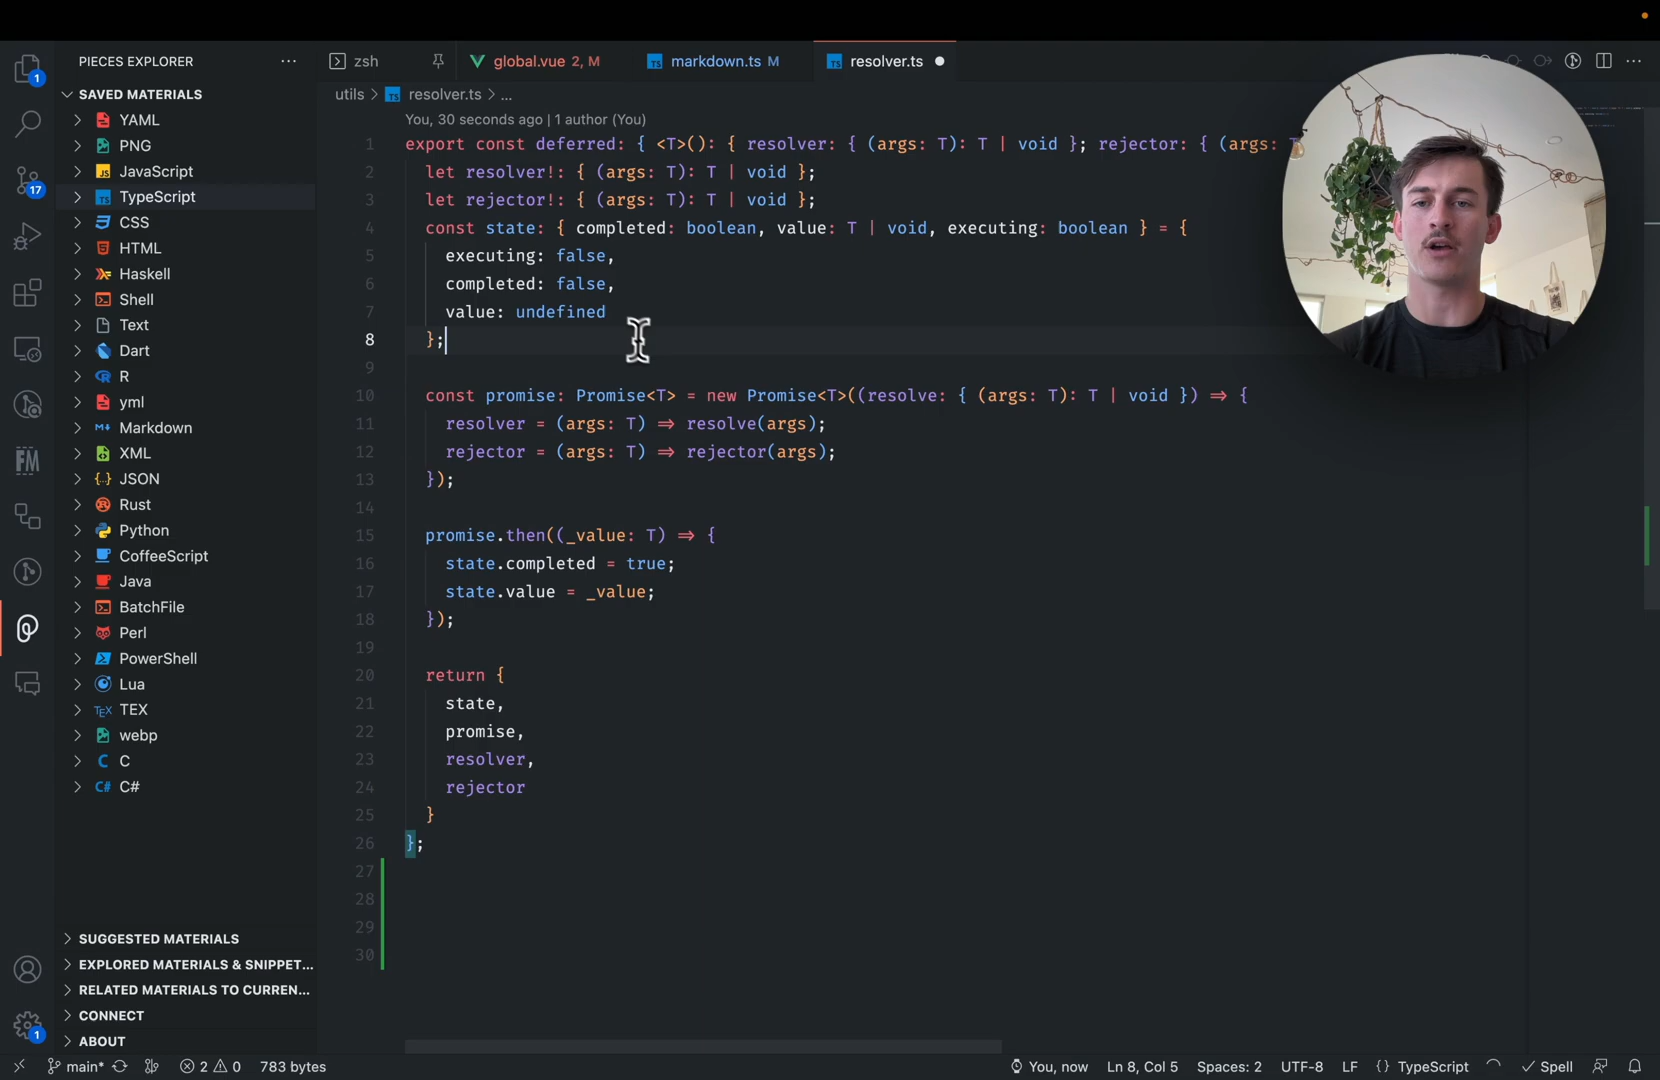 PIECES EXPLORER
zsh
global.vue 2, M
markdown.ts M
resolver.ts
SAVED MATERIALS
YAML
PNG
JavaScript
TypeScript
CSS
HTML
Haskell
Shell
Text
Dart
R
yml
Markdown
XML
JSON
Rust
Python
CoffeeScript
Java
BatchFile
Perl
PowerShell
Lua
TEX
webp
C
C#
SUGGESTED MATERIALS
EXPLORED MATERIALS & SNIPPET...
RELATED MATERIALS TO CURREN...
CONNECT
ABOUT
utils > resolver.ts > ...
You, 30 seconds ago | 1 author (You)
1 export const deferred: { <T>(): { resolver: { (args: T): T | void }; rejector: { (args: T
2 let resolver!: { (args: T): T | void };
3 let rejector!: { (args: T): T | void };
4 const state: { completed: boolean, value: T | void, executing: boolean } = {
5 executing: false,
6 completed: false,
7 value: undefined
8 };
9
10 const promise: Promise<T> = new Promise<T>((resolve: { (args: T): T | void }) => {
11 resolver = (args: T) => resolve(args);
12 rejector = (args: T) => rejector(args);
13 });
14
15 promise.then((_value: T) => {
16 state.completed = true;
17 state.value = _value;
18 });
19
20 return {
21 state,
22 promise,
23 resolver,
24 rejector
25 }
26 };
27
28
29
30
1
17
1
main*
2 0
783 bytes
You, now
Ln 8, Col 5
Spaces: 2
UTF-8
LF
{} TypeScript
Spell